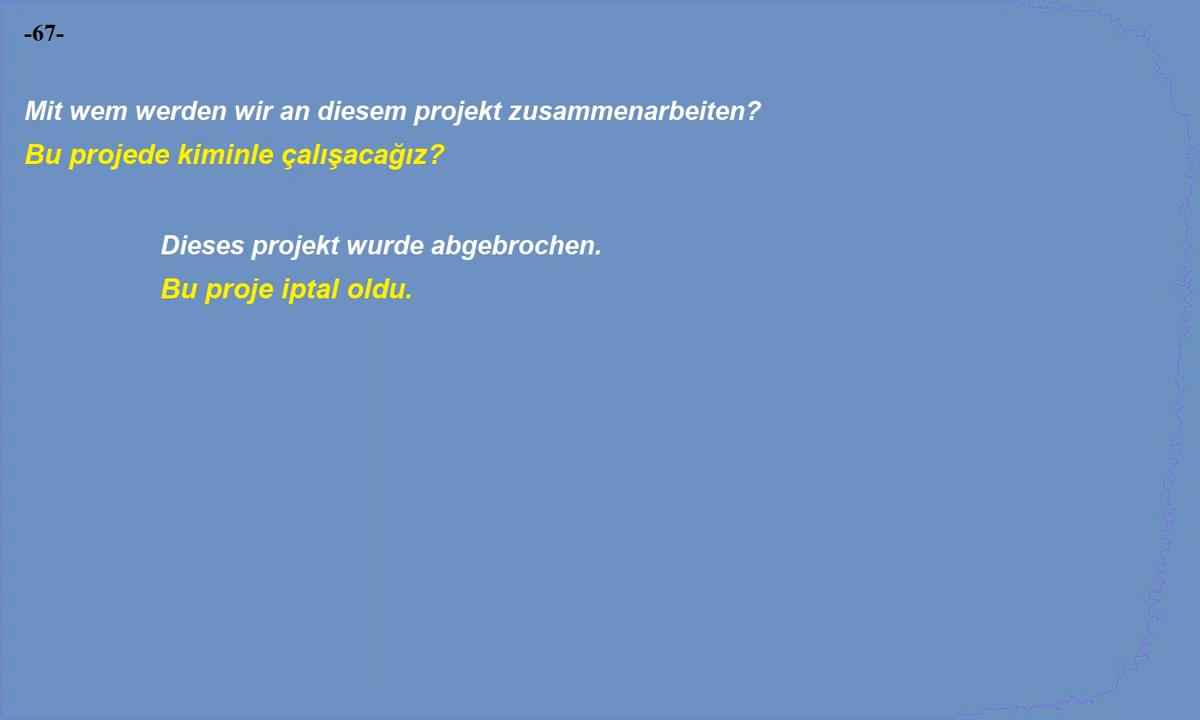 -67-
Mit wem werden wir an diesem projekt zusammenarbeiten?
Bu projede kiminle çalışacağız?
Dieses projekt wurde abgebrochen.
Bu proje iptal oldu.